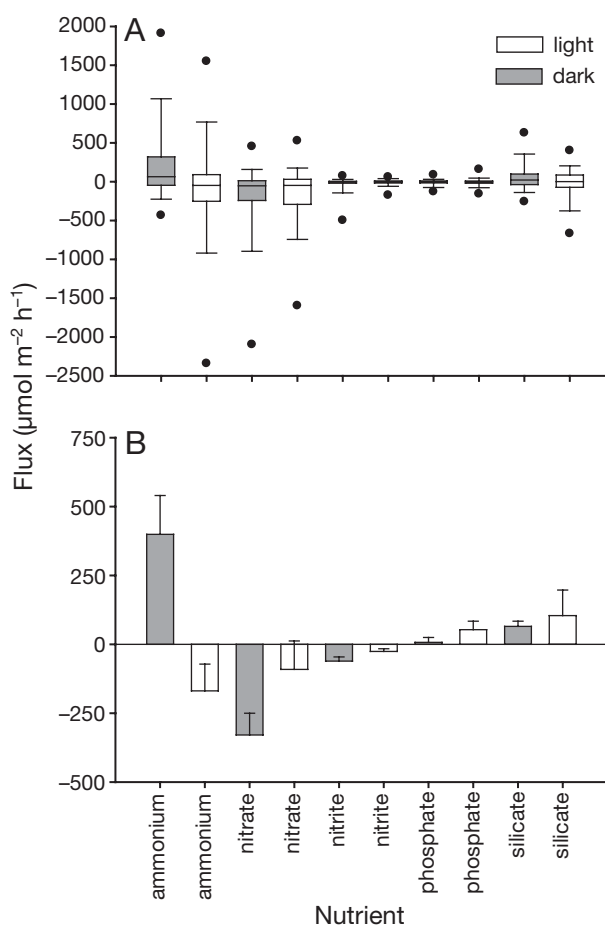 A
light
dark
2000
1500
1000
500
0
−500
−1000
−1500
−2000
−2500
Flux (µmol m⁻² h⁻¹)
B
750
500
250
0
−250
−500
ammonium
ammonium
nitrate
nitrate
nitrite
nitrite
phosphate
phosphate
silicate
silicate
Nutrient